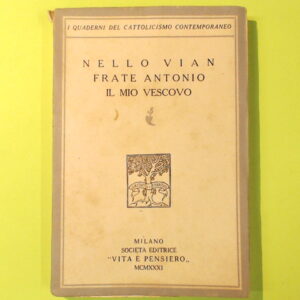 I QUADERNI DEL CATTOLICISMO CONTEMPORANEO
NELLO VIAN
FRATE ANTONIO
IL MIO VESCOVO
MILANO
SOCIETÀ EDITRICE
"VITA E PENSIERO„
MCMXXXI